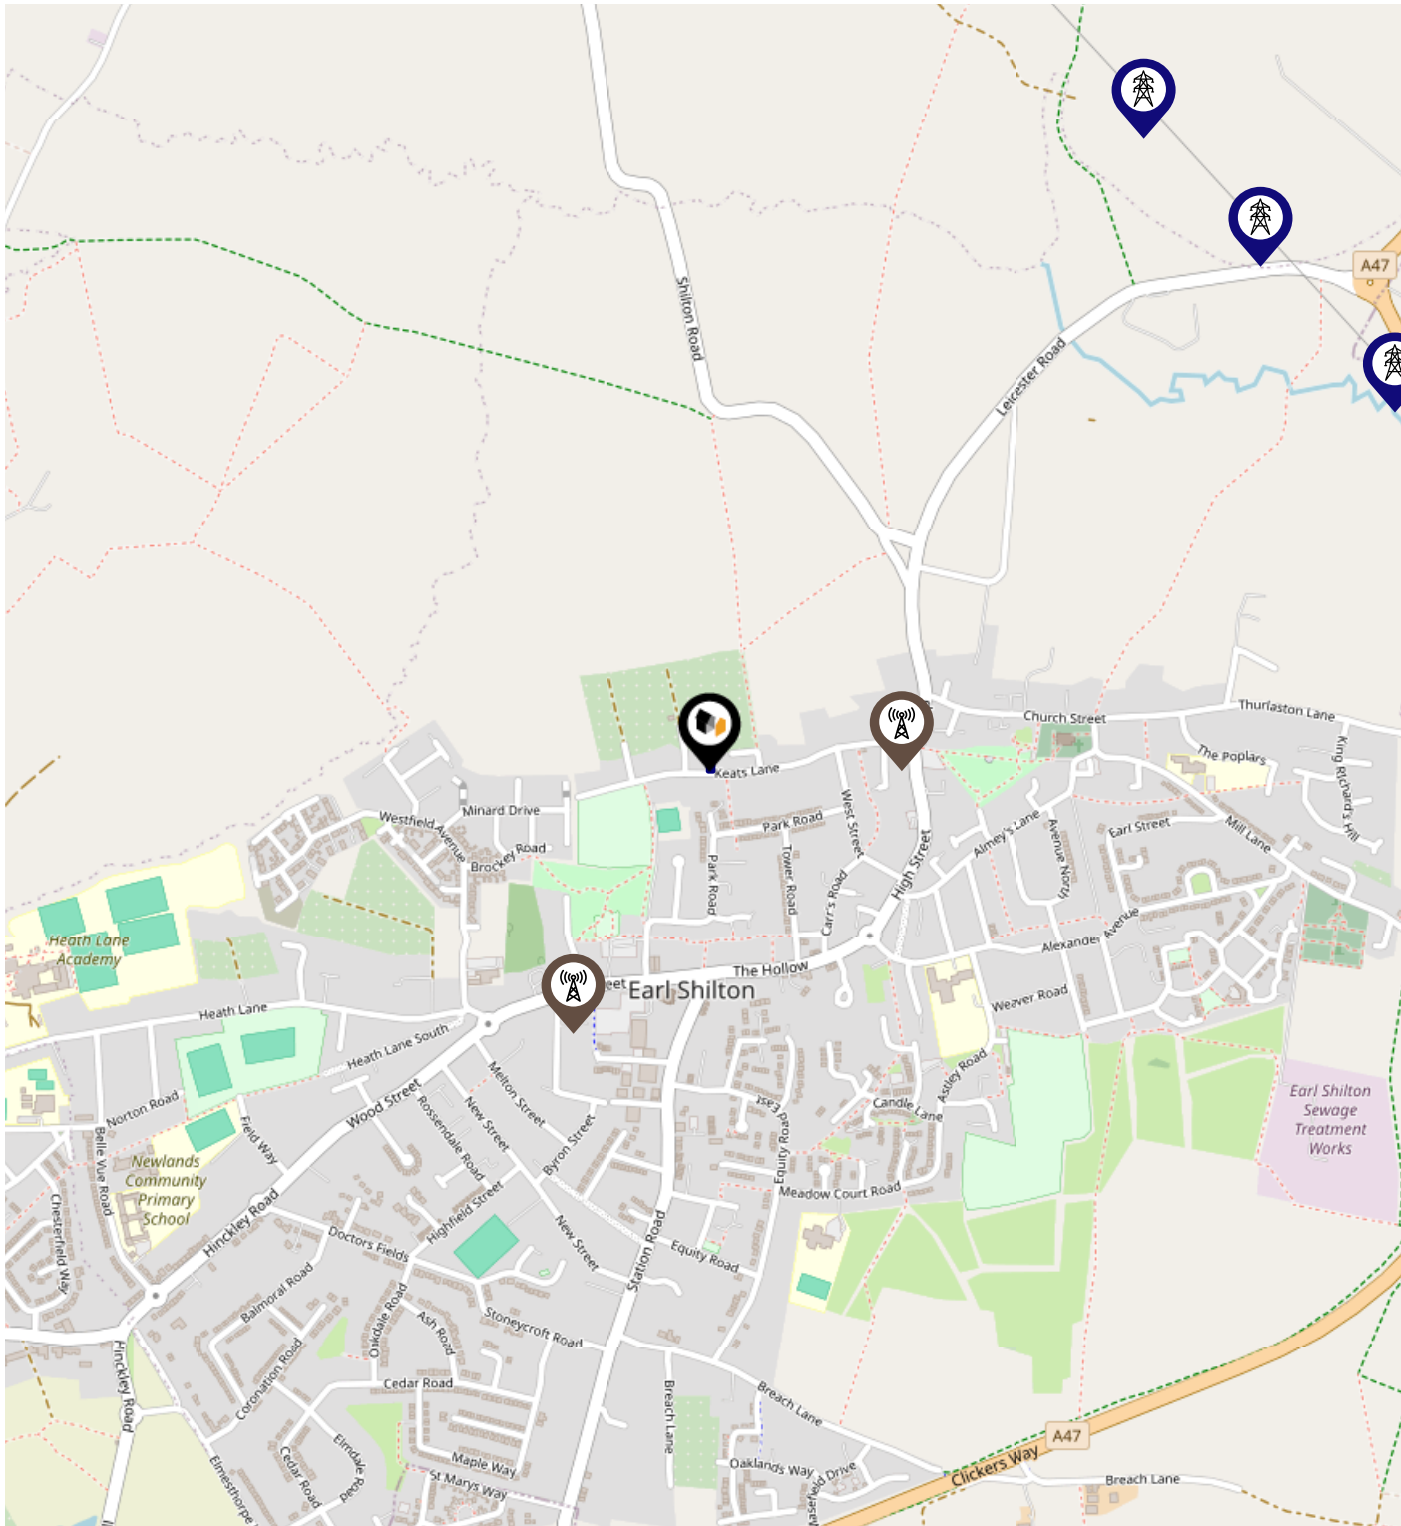 A47
Shilton Road
Leicester Road
Church Street
Thurlaston Lane
The Poplars
King Richard's Hill
Keats Lane
Minard Drive
Westfield Avenue
Brockey Road
Park Road
West Street
Park Road
Tower Road
Carr's Road
High Street
Almey's Lane
Avenue North
Earl Street
Mill Lane
Alexander Avenue
Heath Lane
Academy
The Hollow
Earl Shilton
Weaver Road
Heath Lane
Heath Lane South
Wood Street
Norton Road
Belle Vue Road
Field Way
Melton Street
New Street
Rossendale Road
Byron Street
Highfield Street
Astley Road
Candle Lane
Equity Road East
Meadow Court Road
Earl Shilton
Sewage
Treatment
Works
Newlands
Community
Primary
School
Chesterfield Way
Hinckley Road
Doctors Fields
New Street
Station Road
Equity Road
Balmoral Road
Oakdale Road
Ash Road
Stoneycroft Road
Coronation Road
Hinckley Road
Cedar Road
Breach Lane
Breach Lane
A47
Clickers Way
Breach Lane
Elmdale Road
Cedar Road
Maple Way
St Marys Way
Oaklands Way
Drive